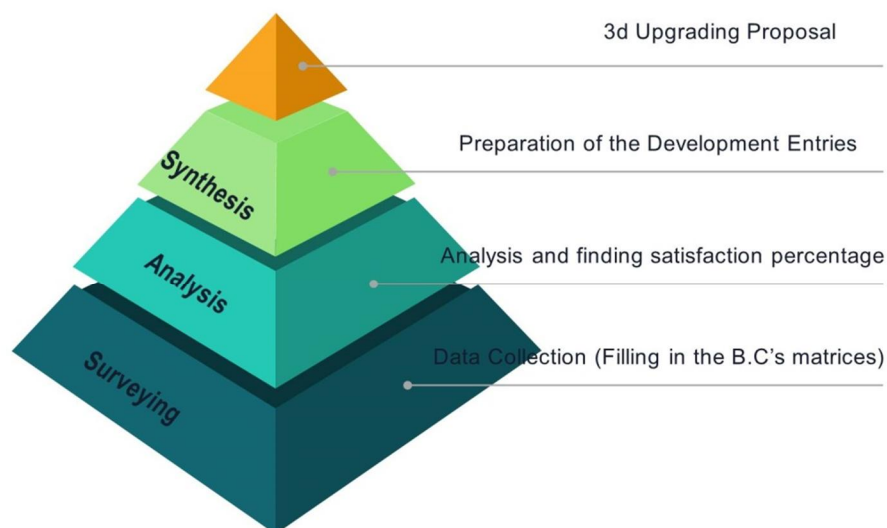 3d Upgrading Proposal
Preparation of the Development Entries
Synthesis
Analysis and finding satisfaction percentage
Analysis
Data Collection (Filling in the B.C’s matrices)
Surveying